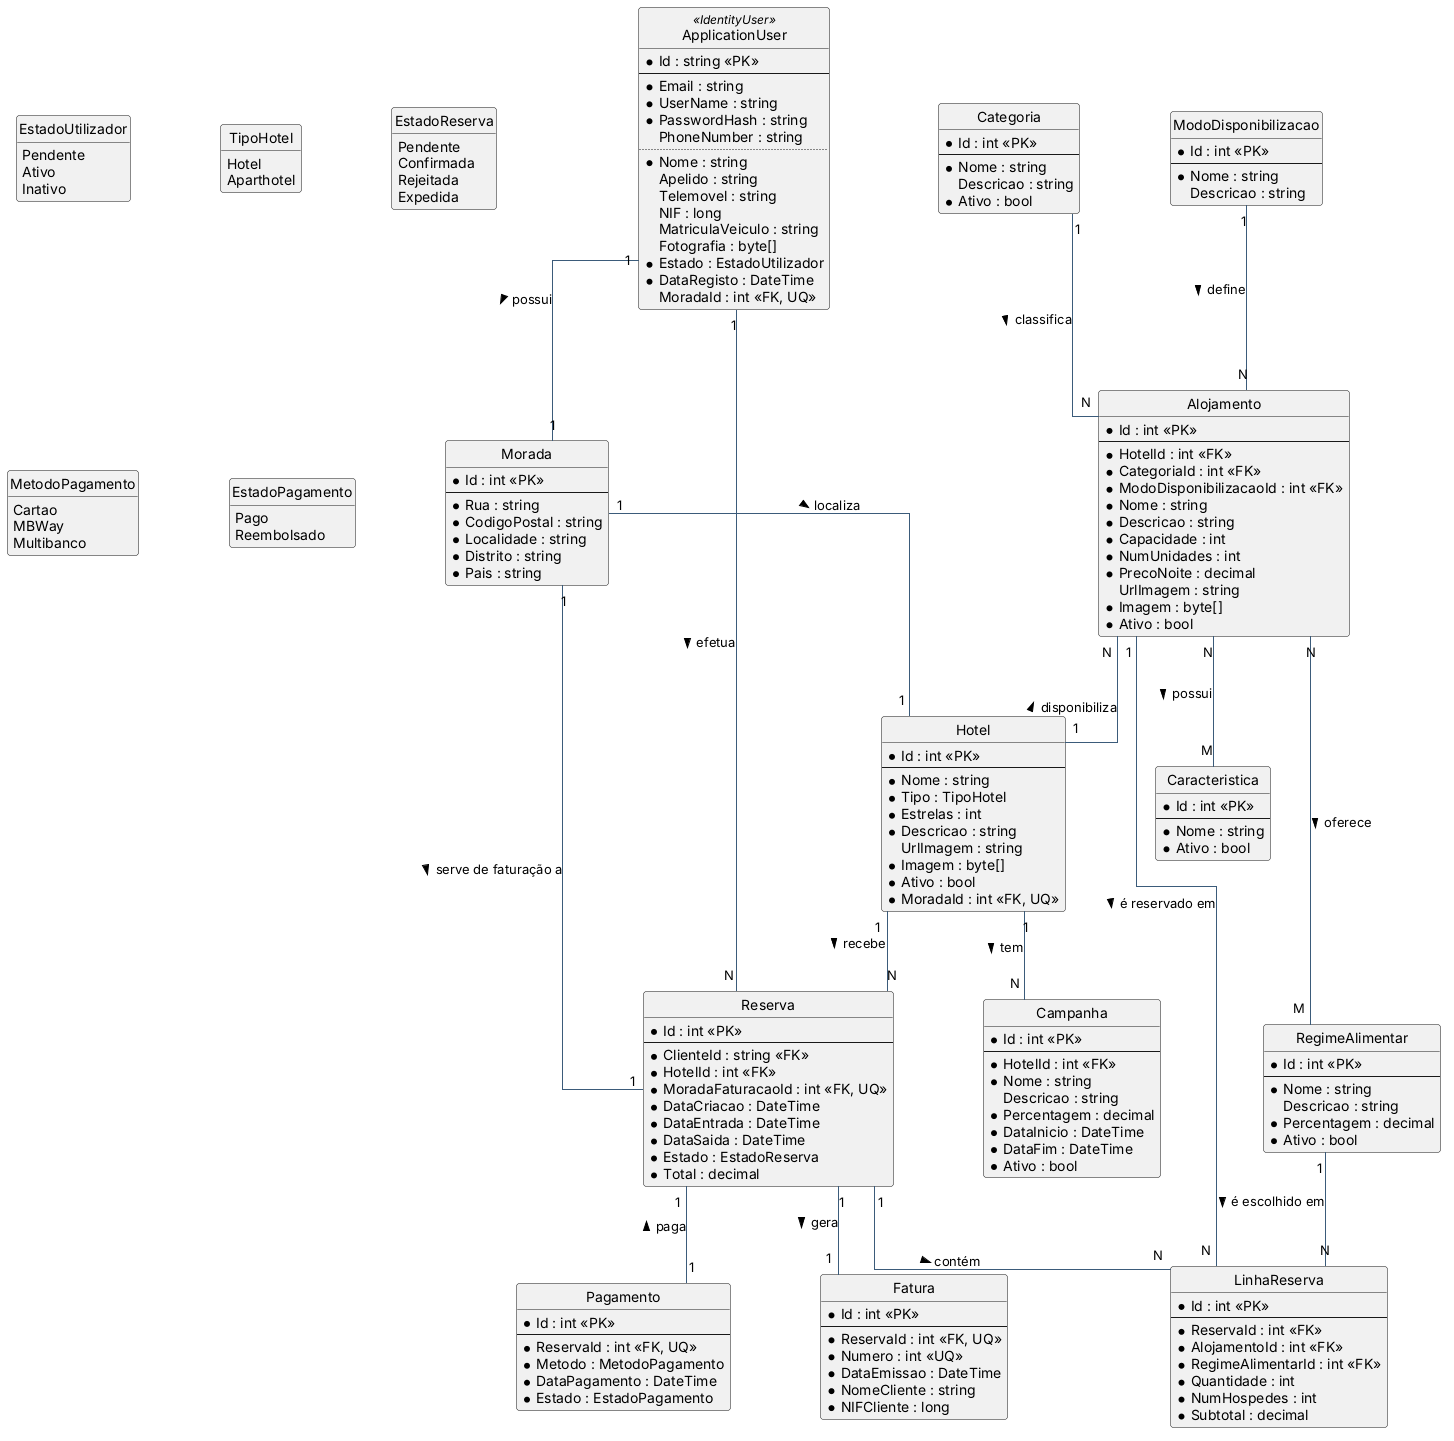 «IdentityUser»
ApplicationUser
Id : string «PK»
Email : string
UserName : string
PasswordHash : string
PhoneNumber : string
Nome : string
Apelido : string
Telemovel : string
NIF : long
MatriculaVeiculo : string
Fotografia : byte[]
Estado : EstadoUtilizador
DataRegisto : DateTime
MoradaId : int «FK, UQ»
EstadoUtilizador
Pendente
Ativo
Inativo
TipoHotel
Hotel
Aparthotel
EstadoReserva
Pendente
Confirmada
Rejeitada
Expedida
Categoria
Id : int «PK»
Nome : string
Descricao : string
Ativo : bool
ModoDisponibilizacao
Id : int «PK»
Nome : string
Descricao : string
1
1
1
1
possui
define
classifica
1
N
N
MetodoPagamento
Cartao
MBWay
Multibanco
EstadoPagamento
Pago
Reembolsado
Morada
Id : int «PK»
Rua : string
CodigoPostal : string
Localidade : string
Distrito : string
Pais : string
Alojamento
Id : int «PK»
HotelId : int «FK»
CategoriaId : int «FK»
ModoDisponibilizacaoId : int «FK»
Nome : string
Descricao : string
Capacidade : int
NumUnidades : int
PrecoNoite : decimal
UrlImagem : string
Imagem : byte[]
Ativo : bool
1
localiza
1
efetua
N
1
N
N
possui
1
disponibiliza
1
M
Hotel
Id : int «PK»
Nome : string
Tipo : TipoHotel
Estrelas : int
Descricao : string
UrlImagem : string
Imagem : byte[]
Ativo : bool
MoradaId : int «FK, UQ»
Caracteristica
Id : int «PK»
Nome : string
Ativo : bool
oferece
serve de faturação a
é reservado em
1
1
recebe
tem
N
N
N
M
1
Reserva
Id : int «PK»
ClienteId : string «FK»
HotelId : int «FK»
MoradaFaturacaoId : int «FK, UQ»
DataCriacao : DateTime
DataEntrada : DateTime
DataSaida : DateTime
Estado : EstadoReserva
Total : decimal
Campanha
Id : int «PK»
HotelId : int «FK»
Nome : string
Descricao : string
Percentagem : decimal
DataInicio : DateTime
DataFim : DateTime
Ativo : bool
RegimeAlimentar
Id : int «PK»
Nome : string
Descricao : string
Percentagem : decimal
Ativo : bool
1
1
1
1
paga
gera
é escolhido em
1
1
contém
N
N
N
Pagamento
Id : int «PK»
ReservaId : int «FK, UQ»
Metodo : MetodoPagamento
DataPagamento : DateTime
Estado : EstadoPagamento
Fatura
Id : int «PK»
ReservaId : int «FK, UQ»
Numero : int «UQ»
DataEmissao : DateTime
NomeCliente : string
NIFCliente : long
LinhaReserva
Id : int «PK»
ReservaId : int «FK»
AlojamentoId : int «FK»
RegimeAlimentarId : int «FK»
Quantidade : int
NumHospedes : int
Subtotal : decimal